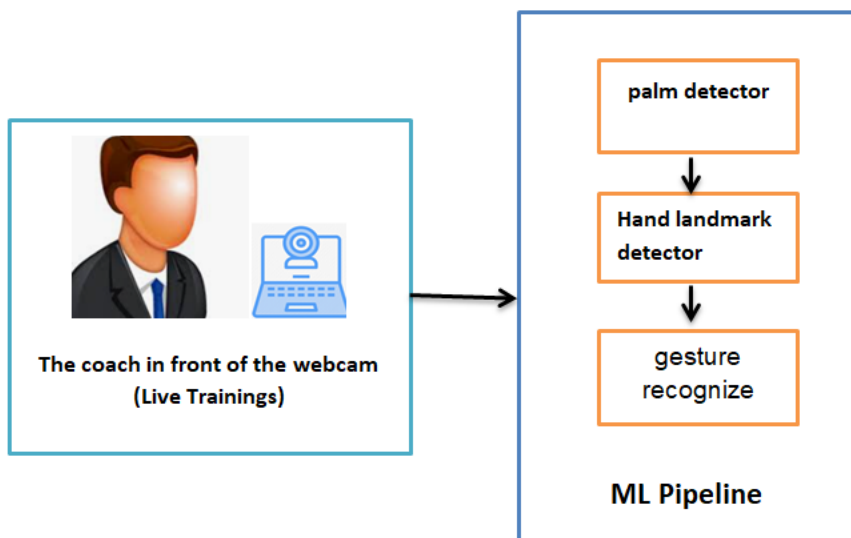 The coach in front of the webcam
(Live Trainings)
palm detector
Hand landmark
detector
gesture
recognize
ML Pipeline